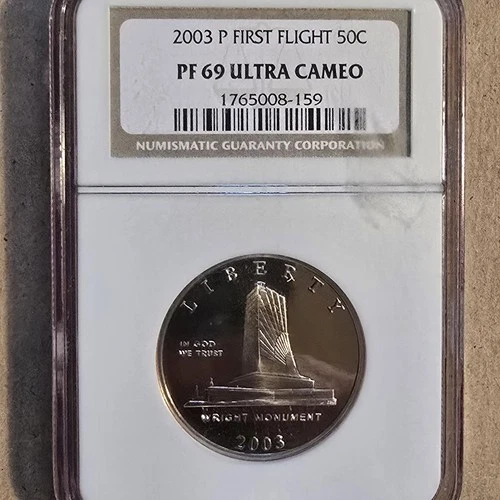 2003 P FIRST FLIGHT 50C
PF 69 ULTRA CAMEO
1765008-159
NUMISMATIC GUARANTY CORPORATION
LIBERTY
IN GOD
WE TRUST
WRIGHT MONUMENT
2003